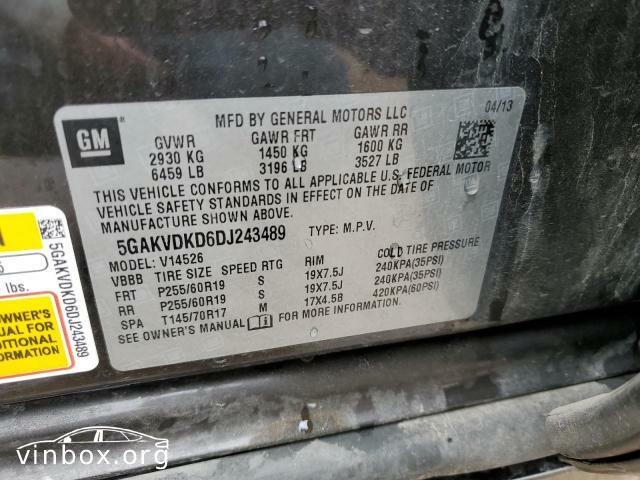 MFD BY GENERAL MOTORS LLC 04/13
GM
GVWR GAWR FRT GAWR RR
2930 KG 1450 KG 1600 KG
6459 LB 3196 LB 3527 LB
THIS VEHICLE CONFORMS TO ALL APPLICABLE U.S. FEDERAL MOTOR
VEHICLE SAFETY STANDARDS IN EFFECT ON THE DATE OF
MANUFACTURE SHOWN ABOVE.
5GAKVDKD6DJ243489 TYPE: M.P.V.
MODEL: V14526
VBBB TIRE SIZE SPEED RTG RIM COLD TIRE PRESSURE
FRT P255/60R19 S 19X7.5J 240KPA(35PSI)
RR P255/60R19 S 19X7.5J 240KPA(35PSI)
SPA T145/70R17 M 17X4.5B 420KPA(60PSI)
SEE OWNER'S MANUAL FOR MORE INFORMATION.
5GAKVDKD6DJ243489
lbs.
OWNER'S
MANUAL FOR
ADDITIONAL
INFORMATION
vinbox.org